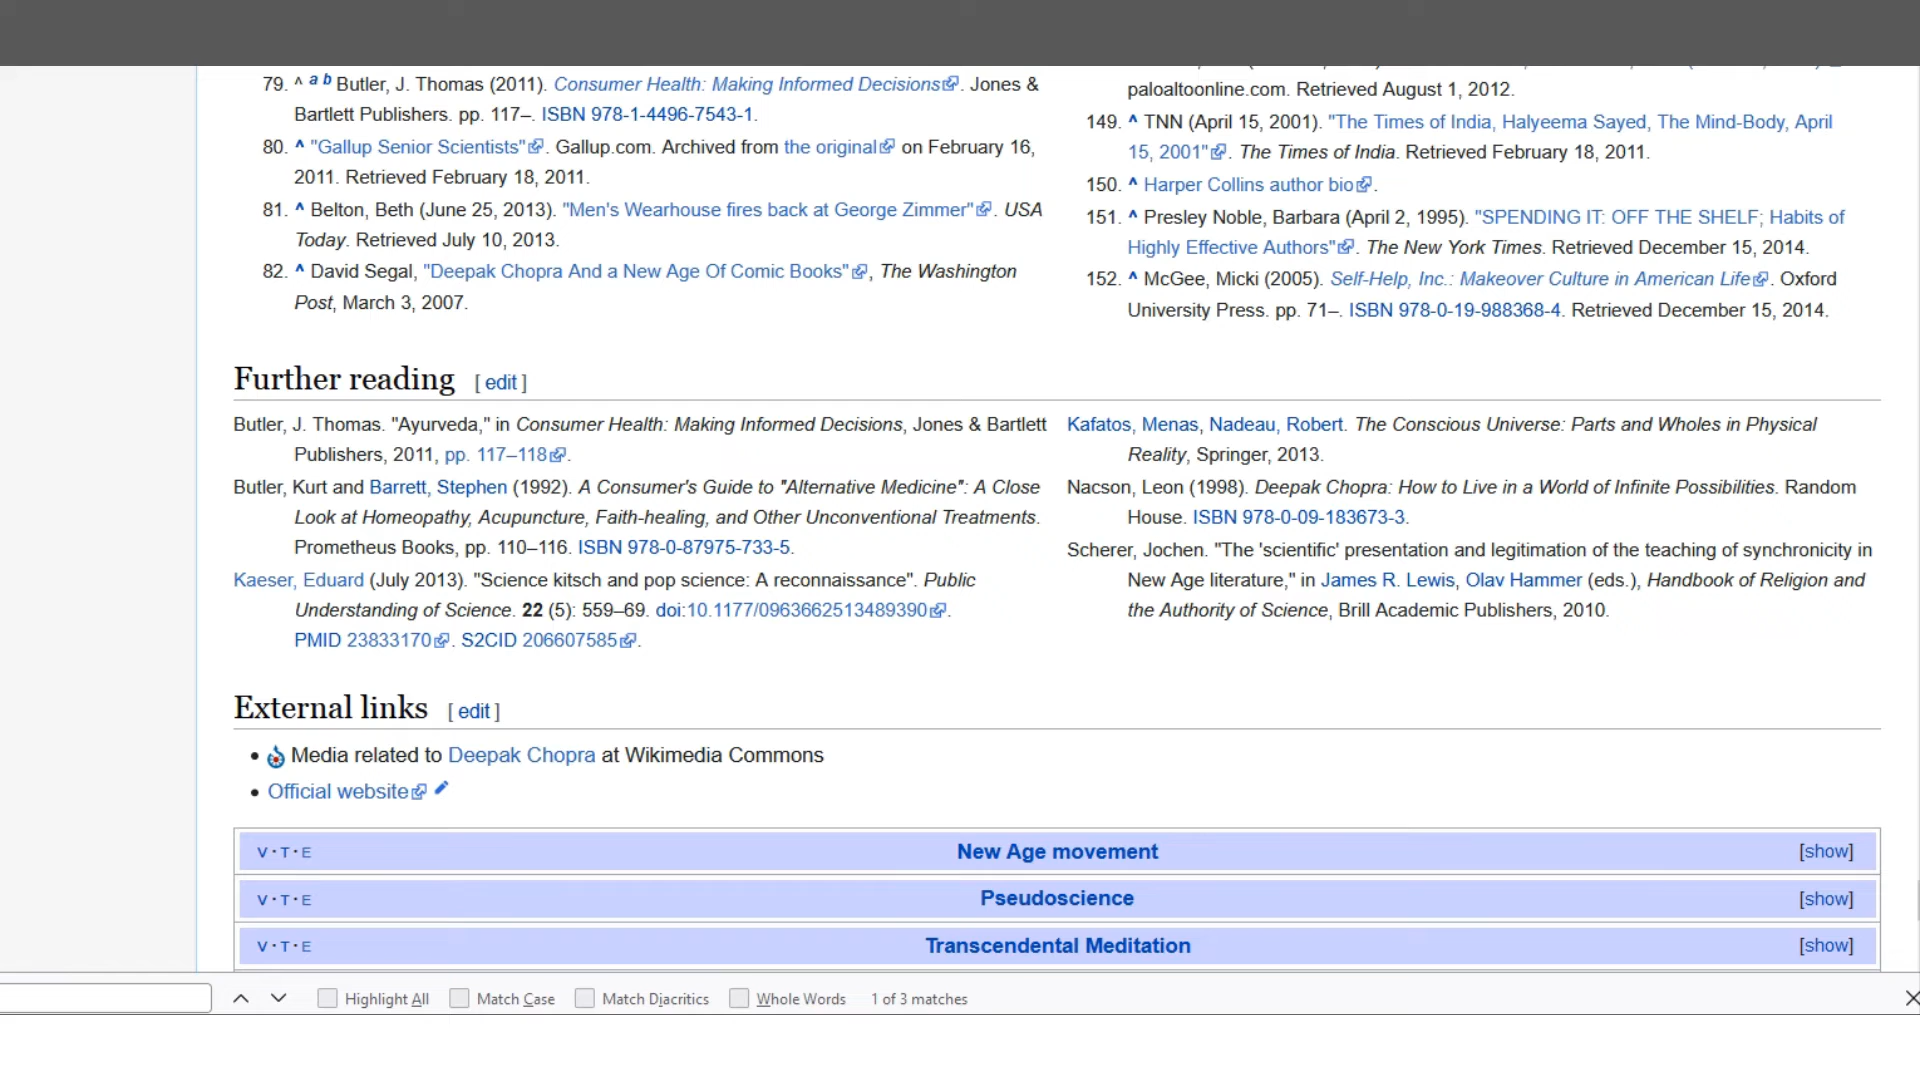 79. ^ a b Butler, J. Thomas (2011). Consumer Health: Making Informed Decisions. Jones &
Bartlett Publishers. pp. 117–. ISBN 978-1-4496-7543-1.
80. ^ "Gallup Senior Scientists". Gallup.com. Archived from the original on February 16,
2011. Retrieved February 18, 2011.
81. ^ Belton, Beth (June 25, 2013). "Men's Wearhouse fires back at George Zimmer". USA
Today. Retrieved July 10, 2013.
82. ^ David Segal, "Deepak Chopra And a New Age Of Comic Books", The Washington
Post, March 3, 2007.
paloaltoonline.com. Retrieved August 1, 2012.
149. ^ TNN (April 15, 2001). "The Times of India, Halyeema Sayed, The Mind-Body, April
15, 2001". The Times of India. Retrieved February 18, 2011.
150. ^ Harper Collins author bio.
151. ^ Presley Noble, Barbara (April 2, 1995). "SPENDING IT: OFF THE SHELF; Habits of
Highly Effective Authors". The New York Times. Retrieved December 15, 2014.
152. ^ McGee, Micki (2005). Self-Help, Inc.: Makeover Culture in American Life. Oxford
University Press. pp. 71–. ISBN 978-0-19-988368-4. Retrieved December 15, 2014.
Further reading [ edit ]
Butler, J. Thomas. "Ayurveda," in Consumer Health: Making Informed Decisions, Jones & Bartlett
Publishers, 2011, pp. 117–118.
Butler, Kurt and Barrett, Stephen (1992). A Consumer's Guide to "Alternative Medicine": A Close
Look at Homeopathy, Acupuncture, Faith-healing, and Other Unconventional Treatments.
Prometheus Books, pp. 110–116. ISBN 978-0-87975-733-5.
Kaeser, Eduard (July 2013). "Science kitsch and pop science: A reconnaissance". Public
Understanding of Science. 22 (5): 559–69. doi:10.1177/0963662513489390.
PMID 23833170. S2CID 206607585.
Kafatos, Menas, Nadeau, Robert. The Conscious Universe: Parts and Wholes in Physical
Reality, Springer, 2013.
Nacson, Leon (1998). Deepak Chopra: How to Live in a World of Infinite Possibilities. Random
House. ISBN 978-0-09-183673-3.
Scherer, Jochen. "The 'scientific' presentation and legitimation of the teaching of synchronicity in
New Age literature," in James R. Lewis, Olav Hammer (eds.), Handbook of Religion and
the Authority of Science, Brill Academic Publishers, 2010.
External links [ edit ]
• Media related to Deepak Chopra at Wikimedia Commons
• Official website
V · T · E New Age movement [show]
V · T · E Pseudoscience [show]
V · T · E Transcendental Meditation [show]
Highlight All Match Case Match Diacritics Whole Words 1 of 3 matches